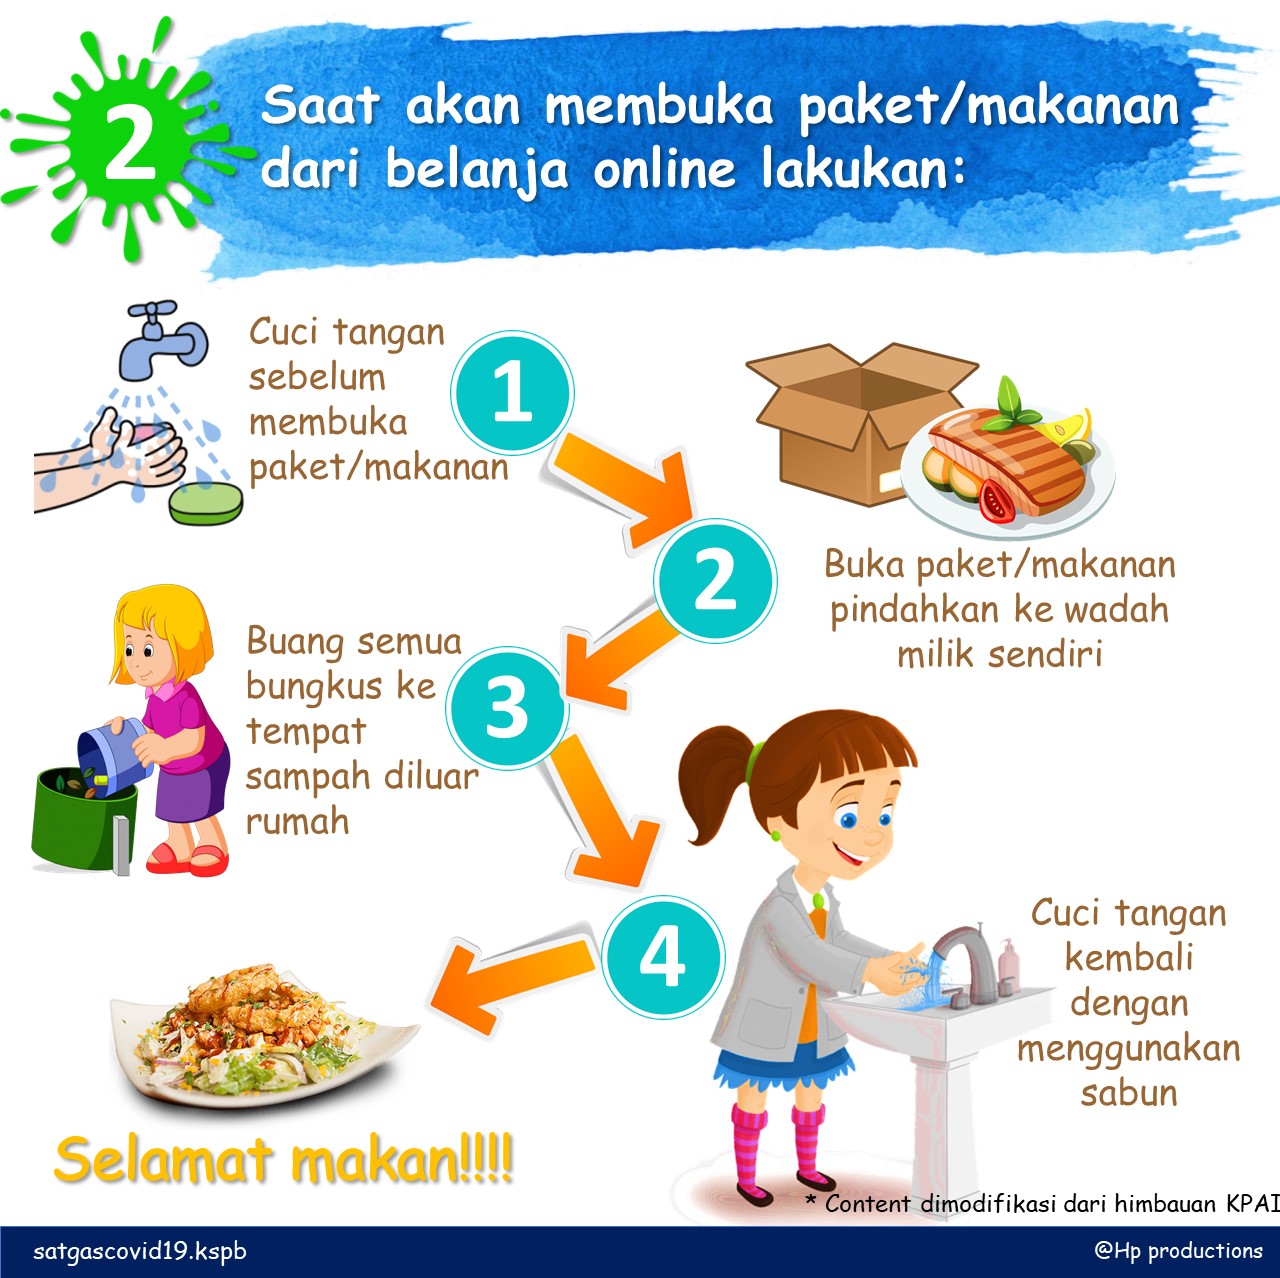 2
Saat akan membuka paket/makanan
dari belanja online lakukan:
1
Cuci tangan
sebelum
membuka
paket/makanan
2
Buka paket/makanan
pindahkan ke wadah
milik sendiri
3
Buang semua
bungkus ke
tempat
sampah diluar
rumah
4
Cuci tangan
kembali
dengan
menggunakan
sabun
Selamat makan!!!!
* Content dimodifikasi dari himbauan KPAI
satgascovid19.kspb
@Hp productions